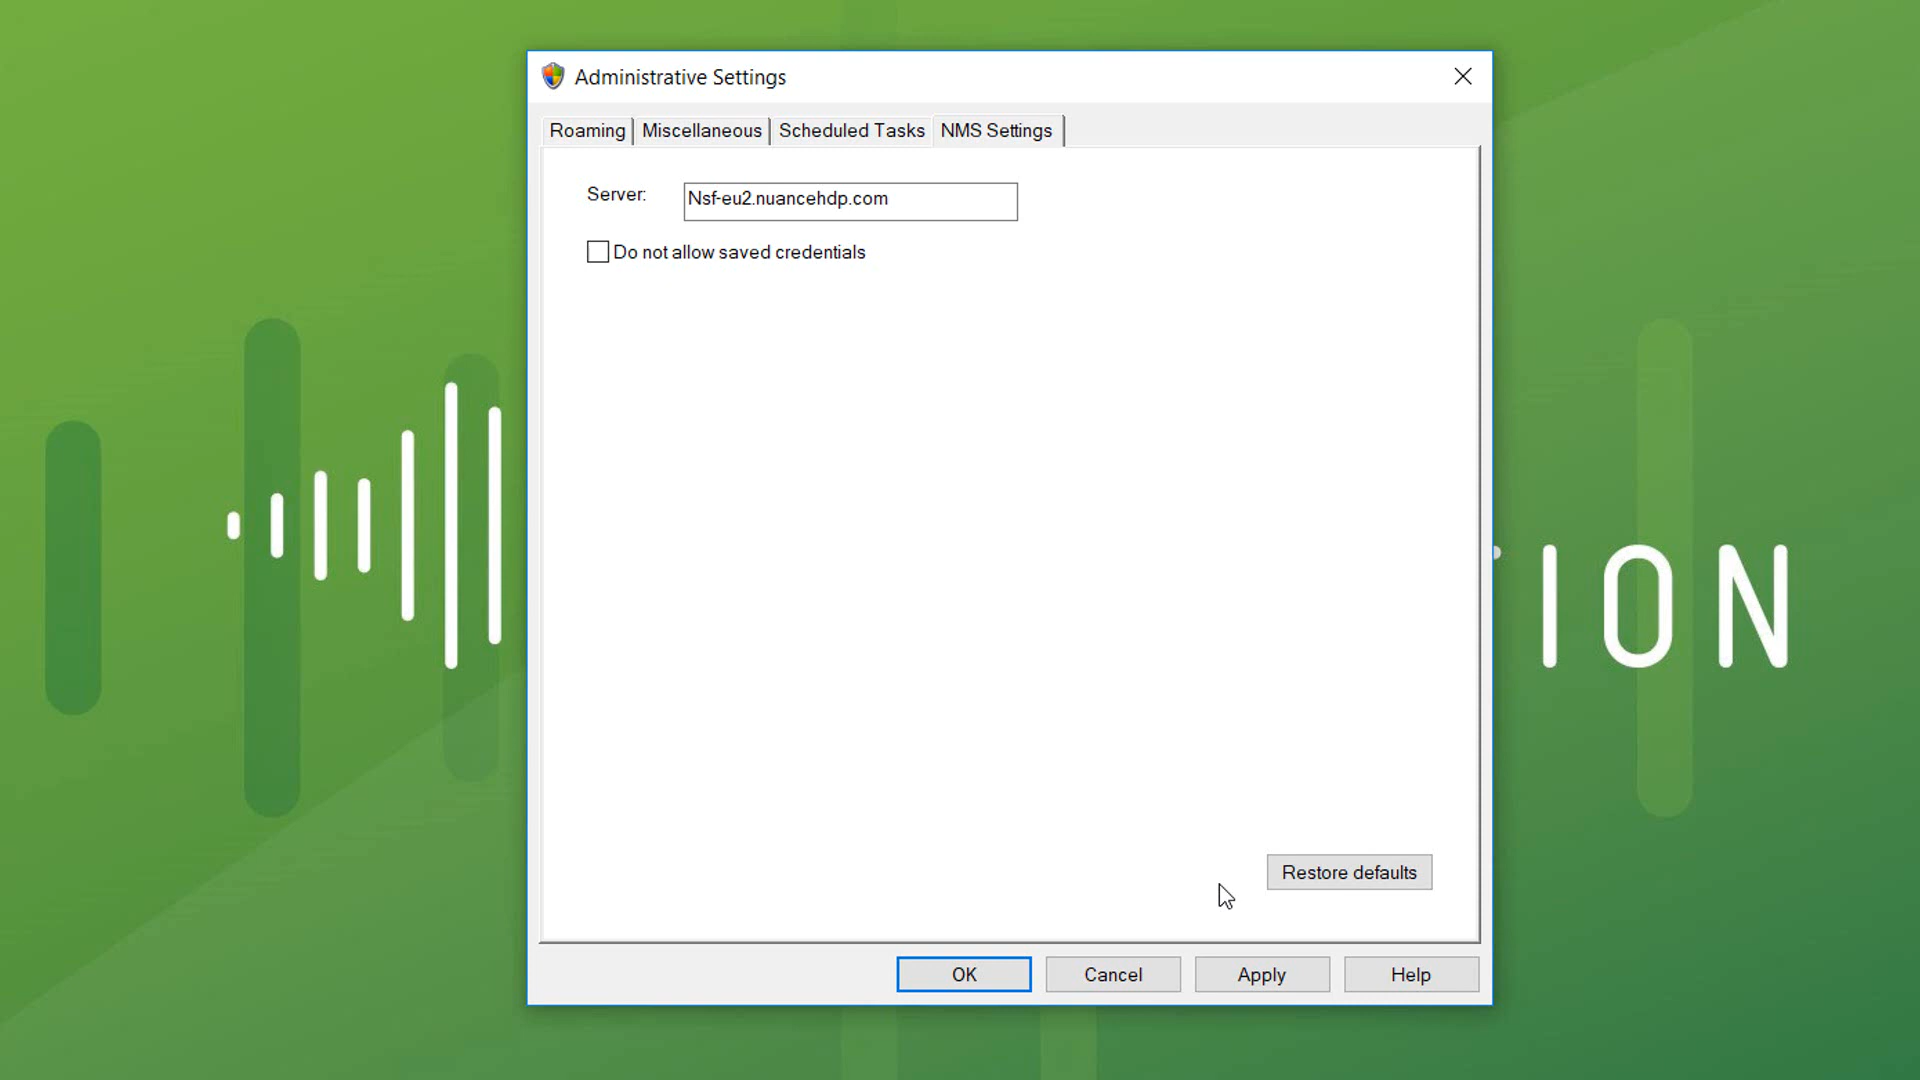 Administrative Settings
Roaming Miscellaneous Scheduled Tasks NMS Settings
Server: Nsf-eu2.nuancehdp.com
Do not allow saved credentials
ION
Restore defaults
OK Cancel Apply Help